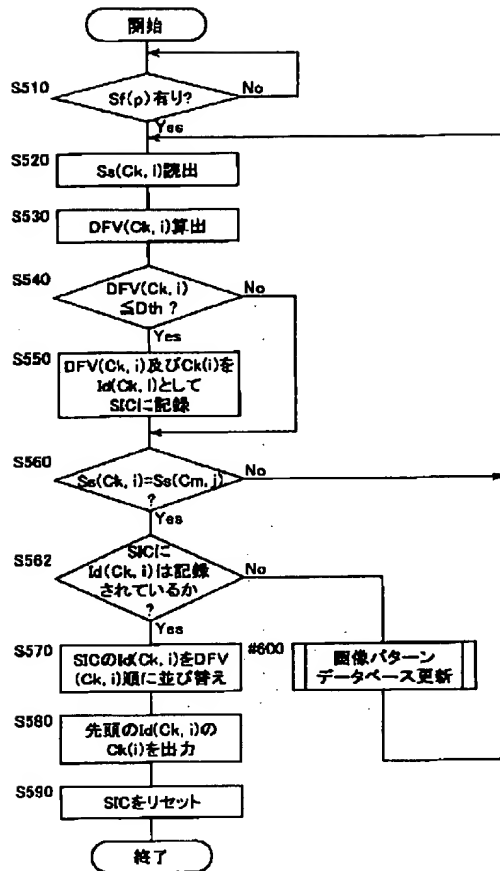 開始
S510
Sf(p)有り?
No
Yes
S520
Ss(Ck, i)読出
S530
DFV(Ck, i)算出
S540
DFV(Ck, i)
≦Dth ?
No
Yes
S550
DFV(Ck, i)及びCk(i)を
Id(Ck, i)として
SICに記録
S560
Ss(Ck, i)=Ss(Cm, j)
?
No
Yes
S562
SICに
Id(Ck, i)は記録
されているか
?
No
Yes
S570
SICのId(Ck, i)をDFV
(Ck, i)順に並び替え
#600
画像パターン
データベース更新
S580
先頭のId(Ck, i)の
Ck(i)を出力
S590
SICをリセット
終了